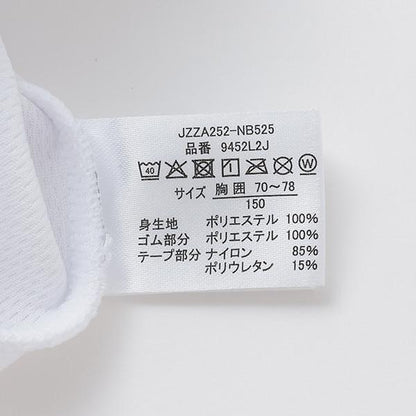 JZZA252-NB525
品番 9452L2J
40 W
サイズ 胸囲 70〜78
150
身生地 ポリエステル 100%
ゴム部分 ポリエステル 100%
テープ部分 ナイロン 85%
ポリウレタン 15%